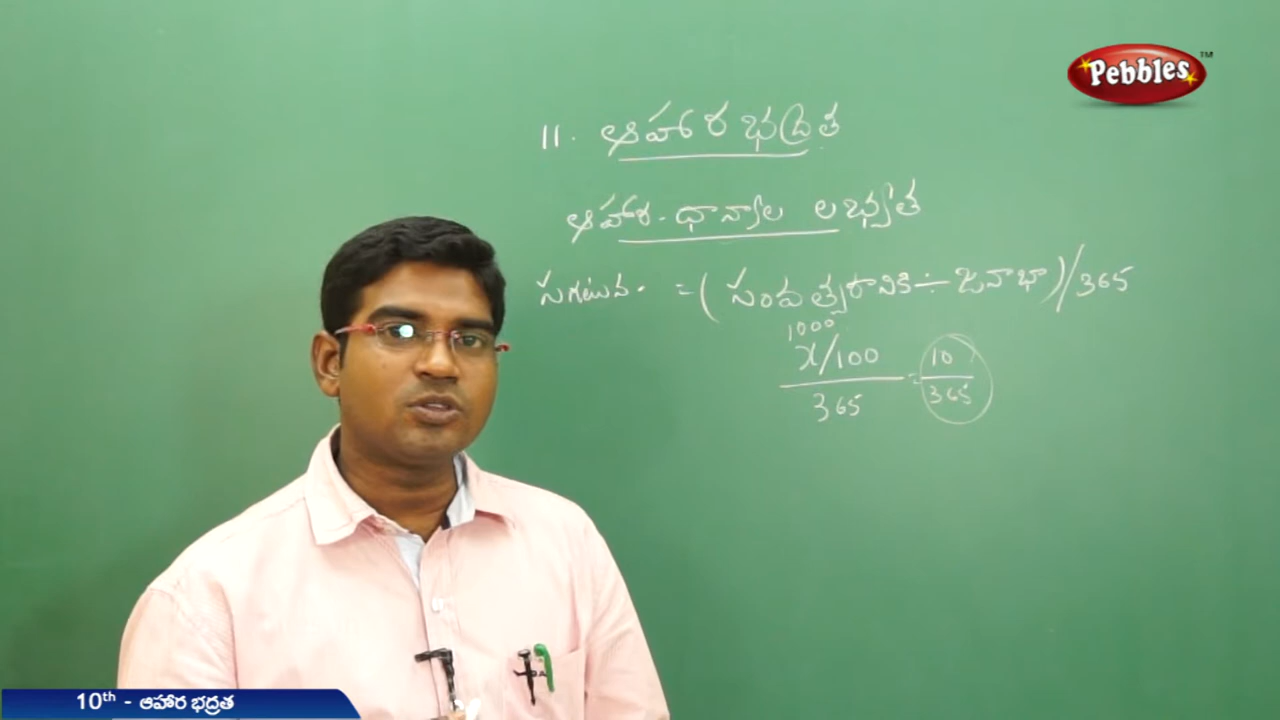 Pebbles™
11. ఆహార భద్రత
ఆహార-ధాన్యాల లభ్యత
సగటున. = ( సంవత్సరానికి ÷ జనాభా )/365
1000
x/100 = 10
365 365
10th - ఆహార భద్రత